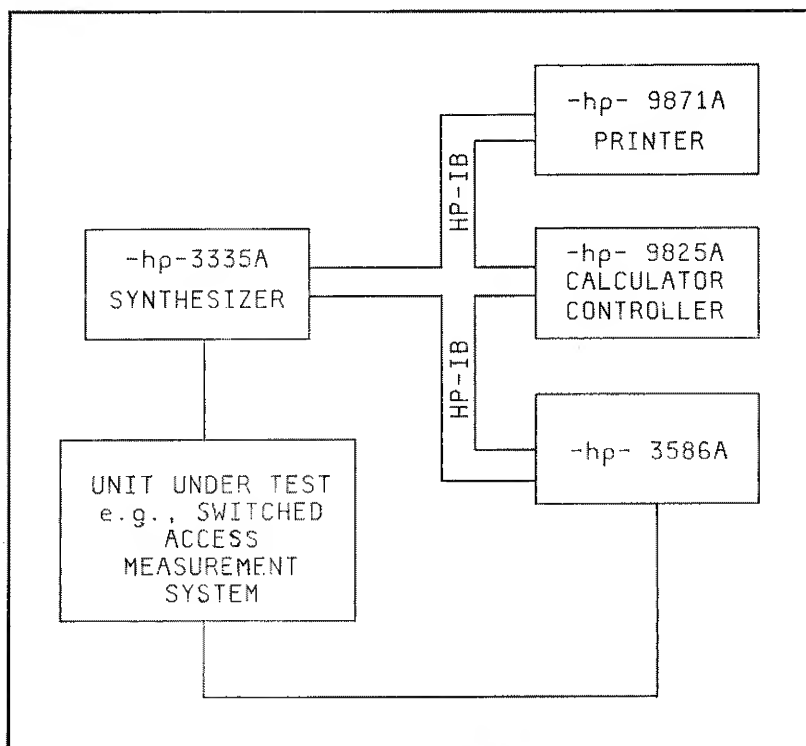 -hp- 9871A
PRINTER
HP-IB
-hp-3335A
SYNTHESIZER
-hp- 9825A
CALCULATOR
CONTROLLER
HP-IB
-hp- 3586A
UNIT UNDER TEST
e.g., SWITCHED
ACCESS
MEASUREMENT
SYSTEM